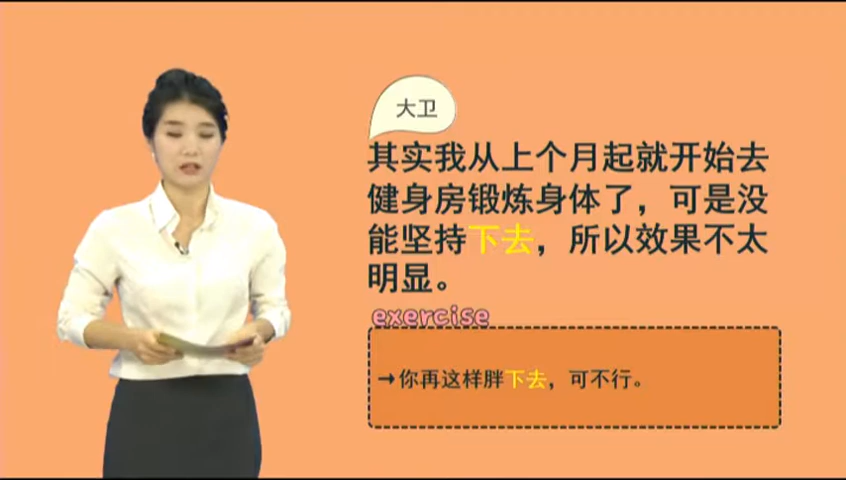 大卫
其实我从上个月起就开始去
健身房锻炼身体了，可是没
能坚持下去，所以效果不太
明显。
exercise
→你再这样胖下去，可不行。